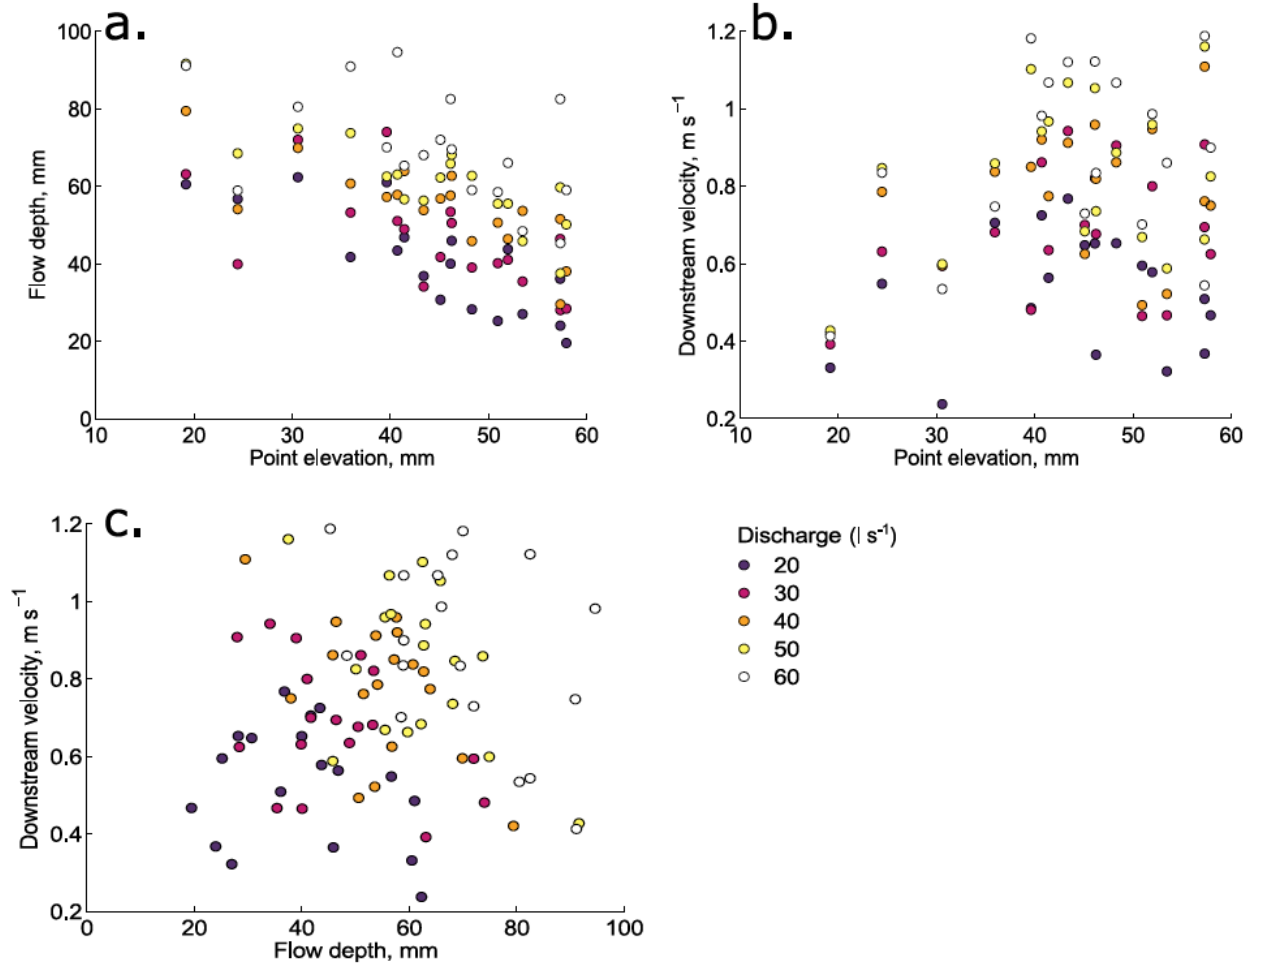 a.
100
80
60
40
20
0
Flow depth, mm
10 20 30 40 50 60
Point elevation, mm
b.
1.2
1
0.8
0.6
0.4
0.2
Downstream velocity, m s⁻¹
10 20 30 40 50 60
Point elevation, mm
c.
1.2
1
0.8
0.6
0.4
0.2
Downstream velocity, m s⁻¹
0 20 40 60 80 100
Flow depth, mm
Discharge (l s⁻¹)
20
30
40
50
60